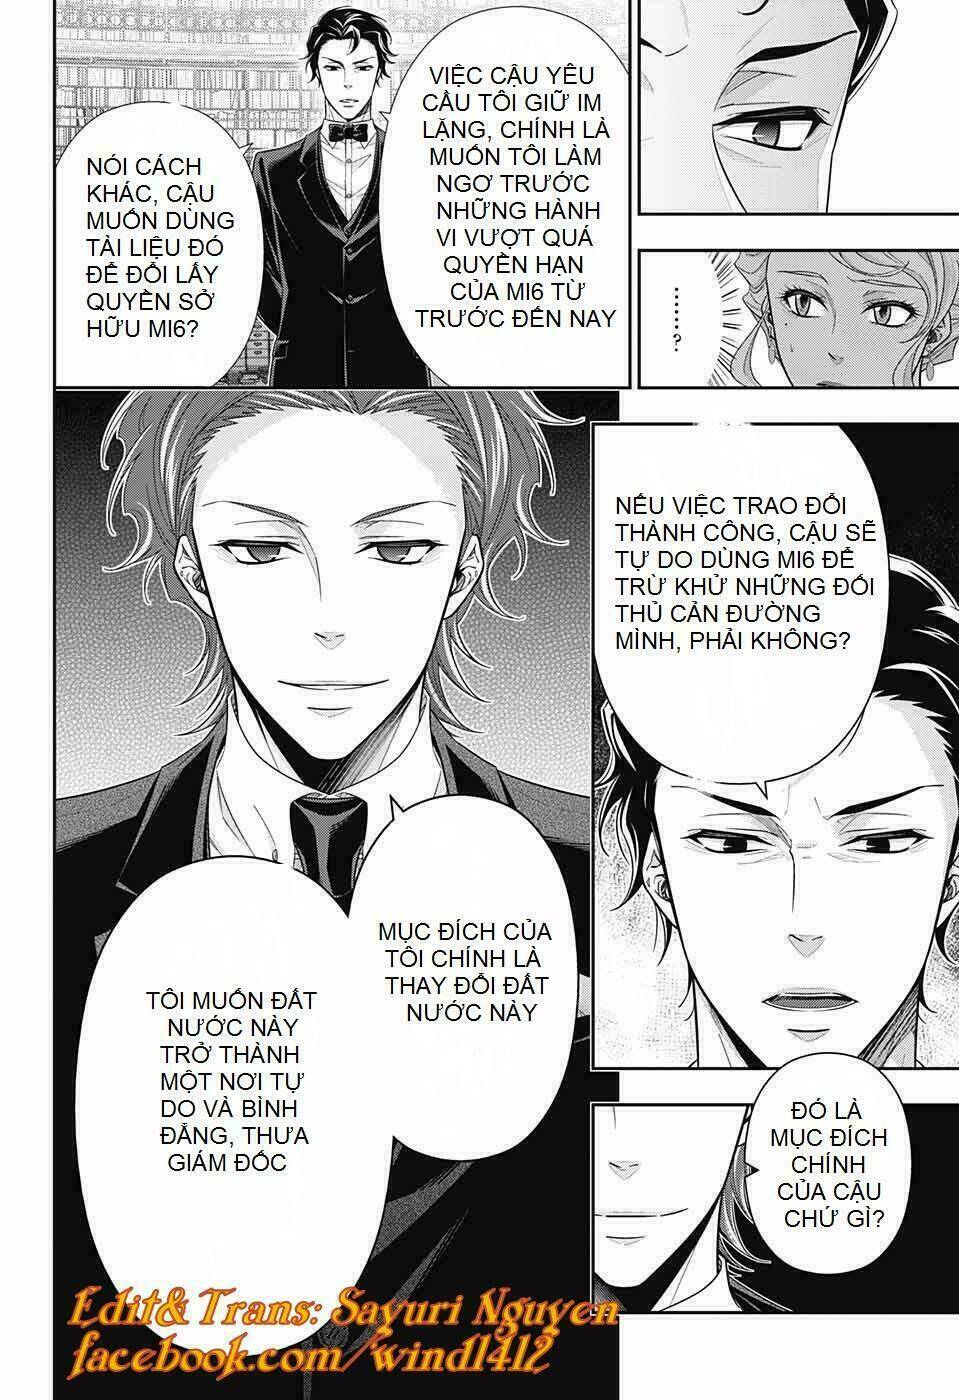 VIỆC CẬU YÊU
CẦU TÔI GIỮ IM
LẶNG, CHÍNH LÀ
MUỐN TÔI LÀM
NGƠ TRƯỚC
NHỮNG HÀNH
VI VƯỢT QUÁ
QUYỀN HẠN
CỦA MI6 TỪ
TRƯỚC ĐẾN NAY
NÓI CÁCH
KHÁC, CẬU
MUỐN DÙNG
TÀI LIỆU ĐÓ
ĐỂ ĐỔI LẤY
QUYỀN SỞ
HỮU MI6?
........?
NẾU VIỆC TRAO ĐỔI
THÀNH CÔNG, CẬU SẼ
TỰ DO DÙNG MI6 ĐỂ
TRỪ KHỬ NHỮNG ĐỐI
THỦ CẢN ĐƯỜNG
MÌNH, PHẢI KHÔNG?
ĐÓ LÀ
MỤC ĐÍCH
CHÍNH
CỦA CẬU
CHỨ GÌ?
MỤC ĐÍCH CỦA
TÔI CHÍNH LÀ
THAY ĐỔI ĐẤT
NƯỚC NÀY
TÔI MUỐN ĐẤT
NƯỚC NÀY
TRỞ THÀNH
MỘT NƠI TỰ
DO VÀ BÌNH
ĐẲNG, THƯA
GIÁM ĐỐC
Edit& Trans: Sayuri Nguyen
facebook.com/wind1412